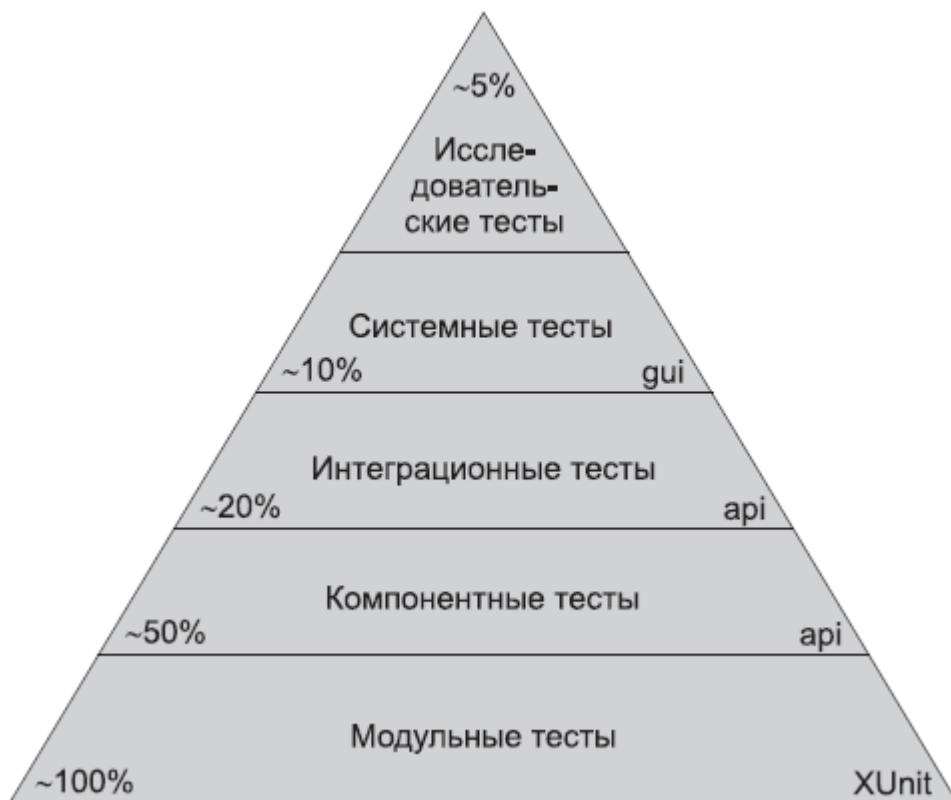 ~5%
Иссле-
дователь-
ские тесты
Системные тесты
~10% gui
Интеграционные тесты
~20% api
Компонентные тесты
~50% api
Модульные тесты
~100% XUnit